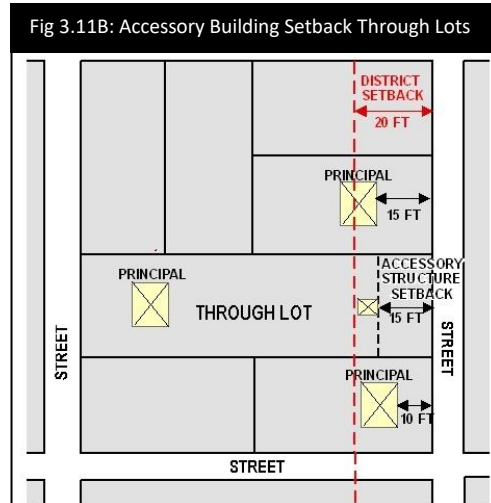 Fig 3.11B: Accessory Building Setback Through Lots
DISTRICT
SETBACK
20 FT
PRINCIPAL
15 FT
ACCESSORY
STRUCTURE
SETBACK
15 FT
PRINCIPAL
THROUGH LOT
STREET
STREET
PRINCIPAL
10 FT
STREET